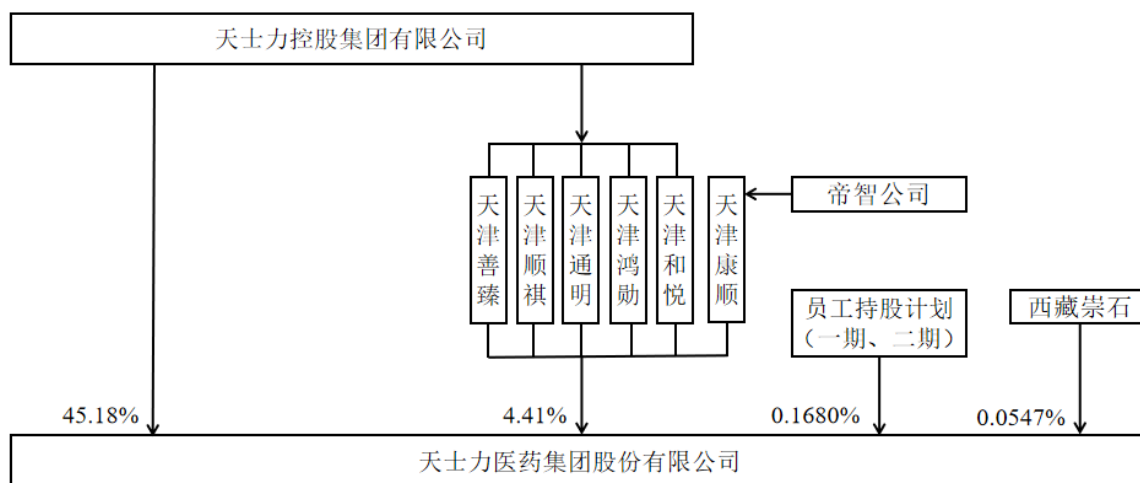 天士力控股集团有限公司
天津善臻
天津顺祺
天津通明
天津鸿勋
天津和悦
天津康顺
帝智公司
员工持股计划
（一期、二期）
西藏崇石
45.18%
4.41%
0.1680%
0.0547%
天士力医药集团股份有限公司